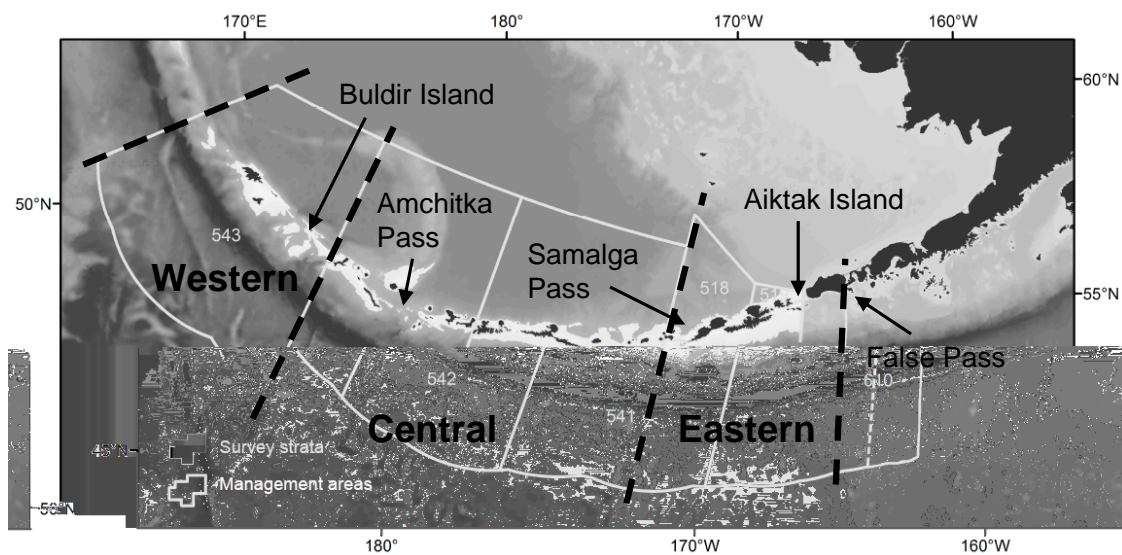 170°E
180°
170°W
160°W
60°N
Buldir Island
50°N
Amchitka
Pass
Aiktak Island
543
Samalga
Pass
Western
518
55°N
False Pass
542
610
541
Central
Eastern
45°N
Survey strata
Management areas
180°
170°W
160°W